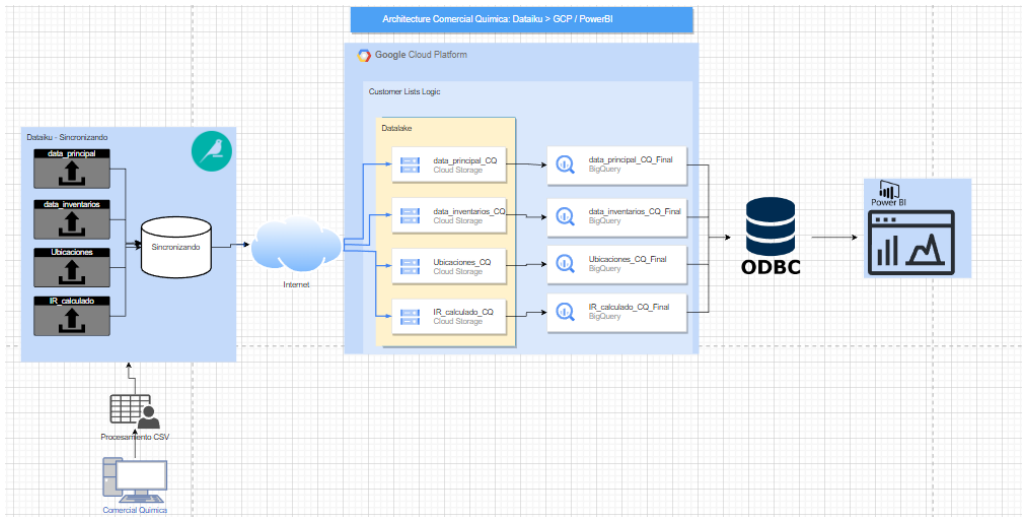 Architecture Comercial Quimica: Dataiku > GCP / PowerBI
Google Cloud Platform
Customer Lists Logic
Datalake
Dataiku - Sincronizando
data_principal
data_inventarios
Ubicaciones
IR_calculado
Sincronizando
Internet
data_principal_CQ
Cloud Storage
data_inventarios_CQ
Cloud Storage
Ubicaciones_CQ
Cloud Storage
IR_calculado_CQ
Cloud Storage
data_principal_CQ_Final
BigQuery
data_inventarios_CQ_Final
BigQuery
Ubicaciones_CQ_Final
BigQuery
IR_calculado_CQ_Final
BigQuery
ODBC
Power BI
Procesamiento CSV
Comercial Quimica